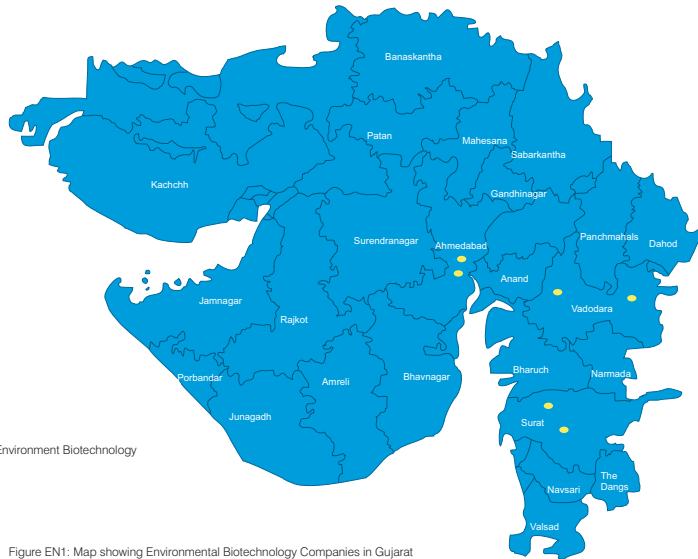 Banaskantha
Patan
Mahesana
Sabarkantha
Kachchh
Gandhinagar
Surendranagar
Ahmedabad
Panchmahals
Dahod
Anand
Jamnagar
Vadodara
Rajkot
Porbandar
Amreli
Bhavnagar
Bharuch
Narmada
Junagadh
Surat
Environment Biotechnology
The
Dangs
Navsari
Valsad
Figure EN1: Map showing Environmental Biotechnology Companies in Gujarat